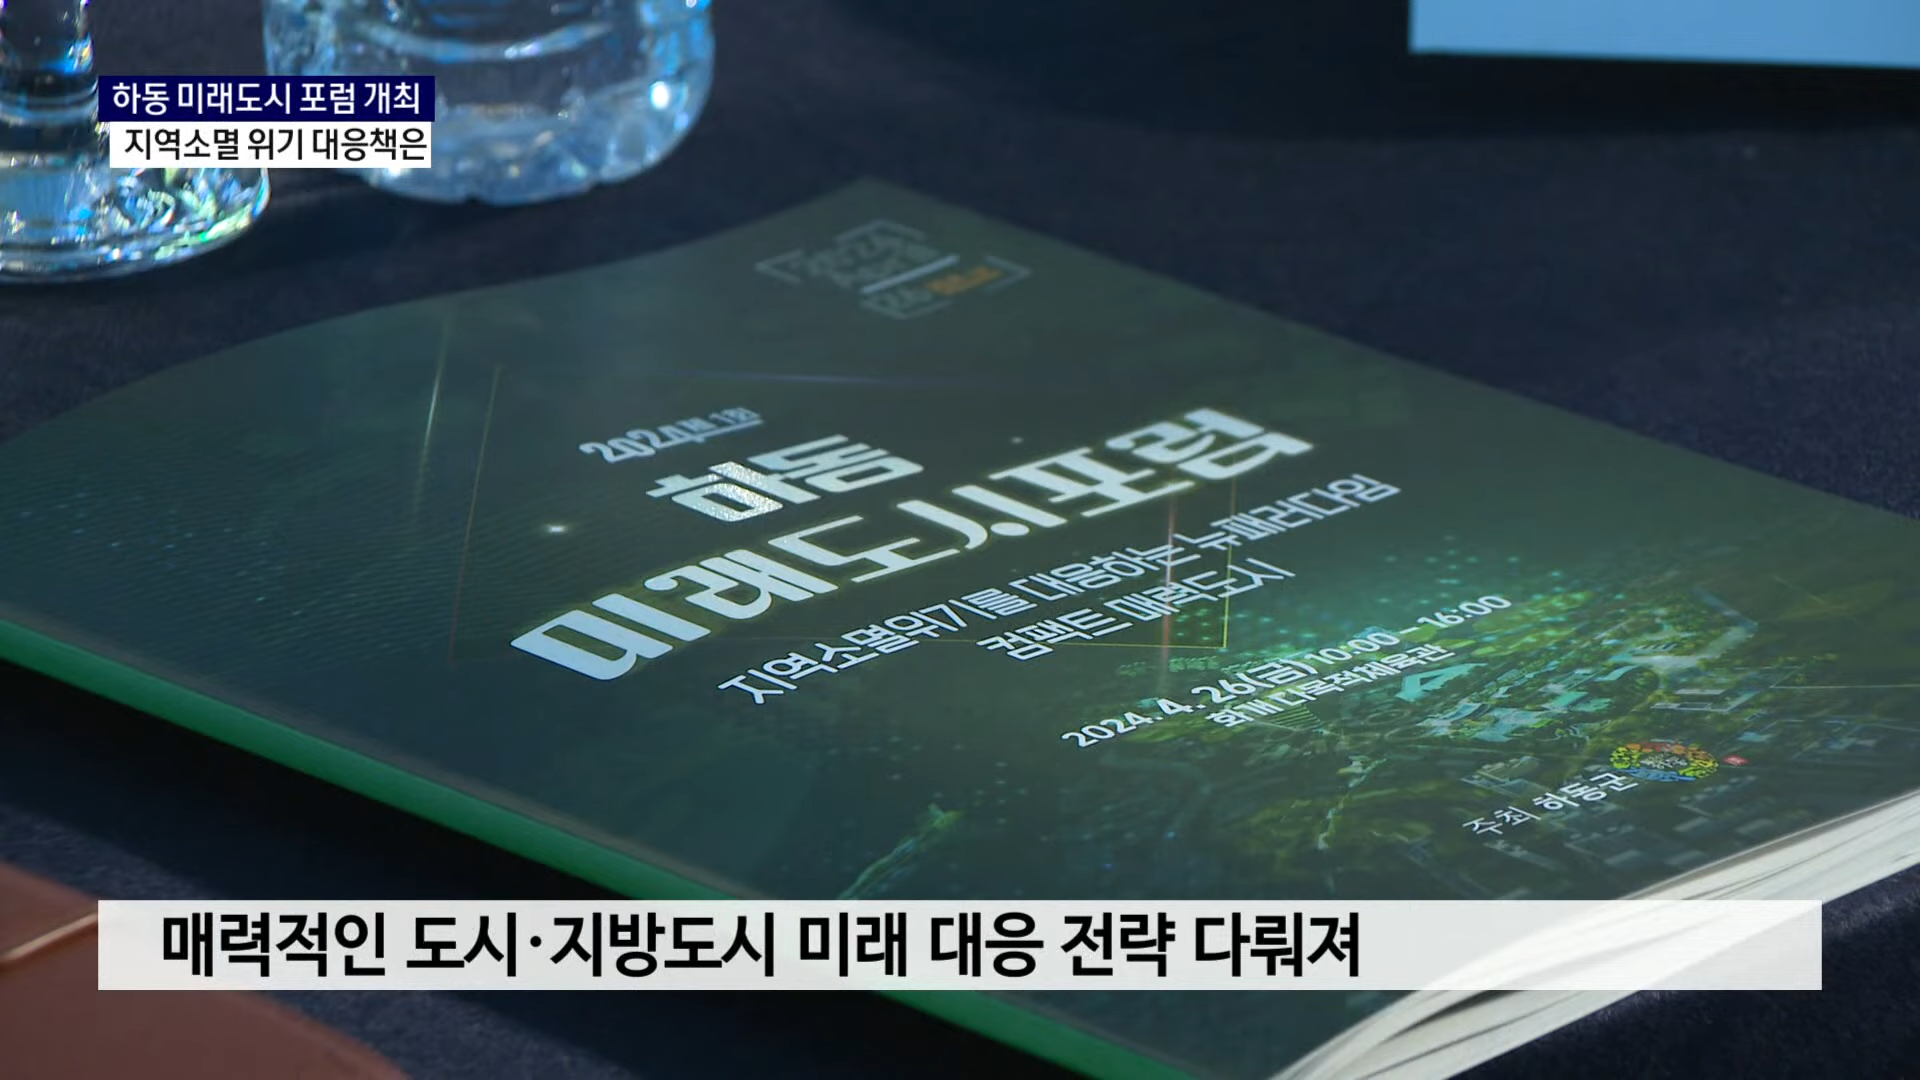 하동 미래도시 포럼 개최
지역소멸 위기 대응책은
2024 제1회
하동
미래도시포럼
지역소멸위기를 대응하는 뉴패러다임
컴팩트 매력도시
2024. 4. 26(금) 10:00 – 16:00
화개 다목적체육관
주최 하동군
매력적인 도시·지방도시 미래 대응 전략 다뤄져